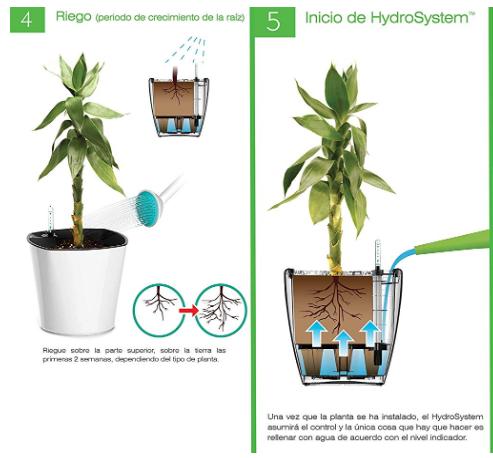 4
Riego (periodo de crecimiento de la raíz)
Riegue sobre la parte superior, sobre la tierra las
primeras 2 semanas, dependiendo del tipo de planta.
5
Inicio de HydroSystem™
Una vez que la planta se ha instalado, el HydroSystem
asumirá el control y la única cosa que hay que hacer es
rellenar con agua de acuerdo con el nivel indicador.